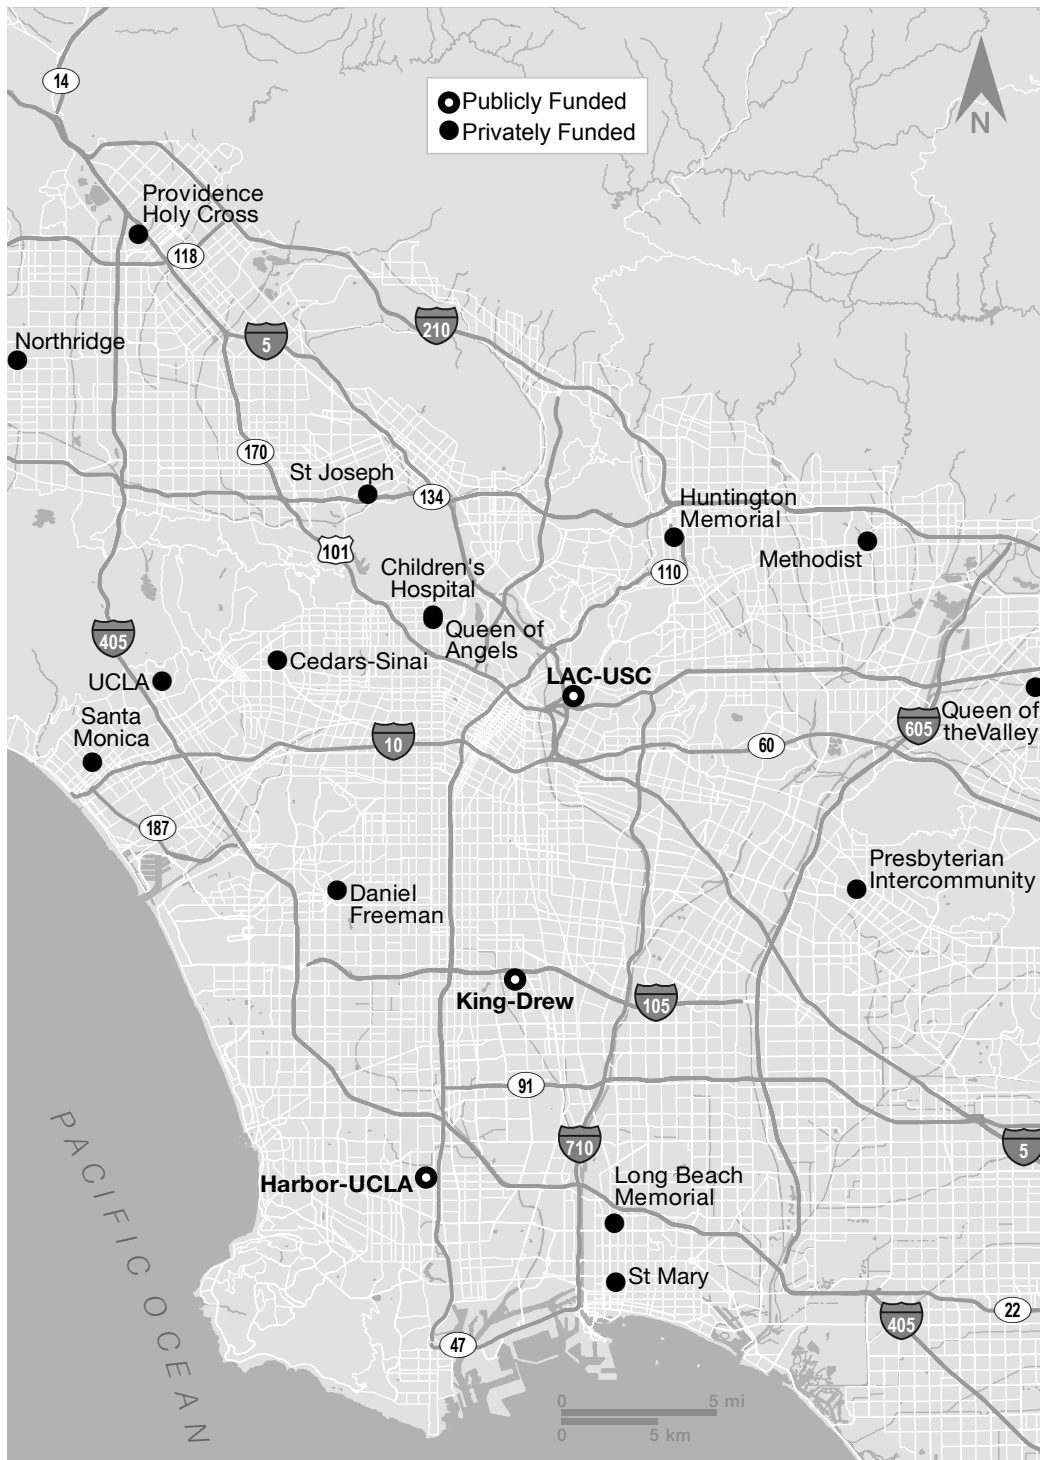 14
Publicly Funded
Privately Funded
N
Providence
Holy Cross
118
5
210
Northridge
170
St Joseph
134
Huntington
Memorial
101
Methodist
Children's
Hospital
110
Queen of
Angels
405
Cedars-Sinai
UCLA
LAC-USC
Santa
Monica
10
60
605
Queen of
theValley
187
Presbyterian
Intercommunity
Daniel
Freeman
King-Drew
105
91
710
5
PACIFIC OCEAN
Harbor-UCLA
Long Beach
Memorial
St Mary
22
405
47
0 5 mi
0 5 km